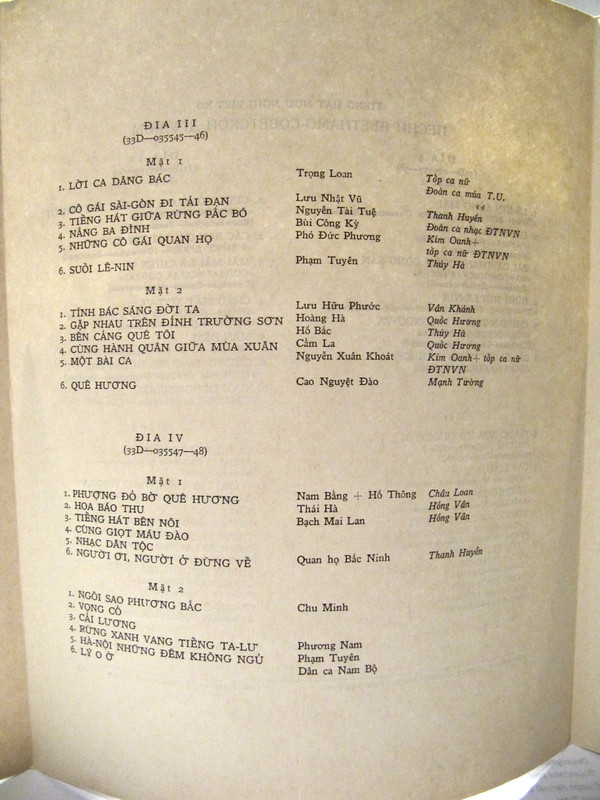 ĐĨA III
(33D—035545—46)
Mặt 1
1. LỜI CA DÂNG BÁC Trọng Loan Tốp ca nữ
Đoàn ca múa T.U.
2. CÔ GÁI SÀI-GÒN ĐI TẢI ĐẠN Lưu Nhật Vũ "
3. TIẾNG HÁT GIỮA RỪNG PẮC BÓ Nguyễn Tài Tuệ Thanh Huyền
4. NẮNG BA ĐÌNH Bùi Công Kỳ Đoàn ca nhạc ĐTNVN
5. NHỮNG CÔ GÁI QUAN HỌ Phó Đức Phương Kim Oanh+
tốp ca nữ ĐTNVN
6. SUỐI LÊ-NIN Phạm Tuyên Thúy Hà
Mặt 2
1. TÌNH BÁC SÁNG ĐỜI TA Lưu Hữu Phước Vân Khánh
2. GẶP NHAU TRÊN ĐỈNH TRƯỜNG SƠN Hoàng Hà Quốc Hương
3. BẾN CẢNG QUÊ TÔI Hồ Bắc Thúy Hà
4. CÙNG HÀNH QUÂN GIỮA MÙA XUÂN Cẩm La Quốc Hương
5. MỘT BÀI CA Nguyễn Xuân Khoát Kim Oanh+ tốp ca nữ
ĐTNVN
6. QUÊ HƯƠNG Cao Nguyệt Đào Mạnh Tường
ĐĨA IV
(33D—035547—48)
Mặt 1
1. PHƯỢNG ĐỎ BỜ QUÊ HƯƠNG Nam Bằng + Hồ Thông Châu Loan
2. HỌA BÁO THU Thái Hà Hồng Vân
3. TIẾNG HÁT BÊN NÔI Bạch Mai Lan Hồng Vân
4. CÙNG GIỌT MÁU ĐÀO
5. NHẠC DÂN TỘC
6. NGƯỜI ƠI, NGƯỜI Ở ĐỪNG VỀ Quan họ Bắc Ninh Thanh Huyền
Mặt 2
1. NGÔI SAO PHƯƠNG BẮC Chu Minh
2. VỌNG CỔ
3. CẢI LƯƠNG
4. RỪNG XANH VANG TIẾNG TA-LƯ Phương Nam
5. HÀ-NỘI NHỮNG ĐÊM KHÔNG NGỦ Phạm Tuyên
6. LÝ O Ớ Dân ca Nam Bộ